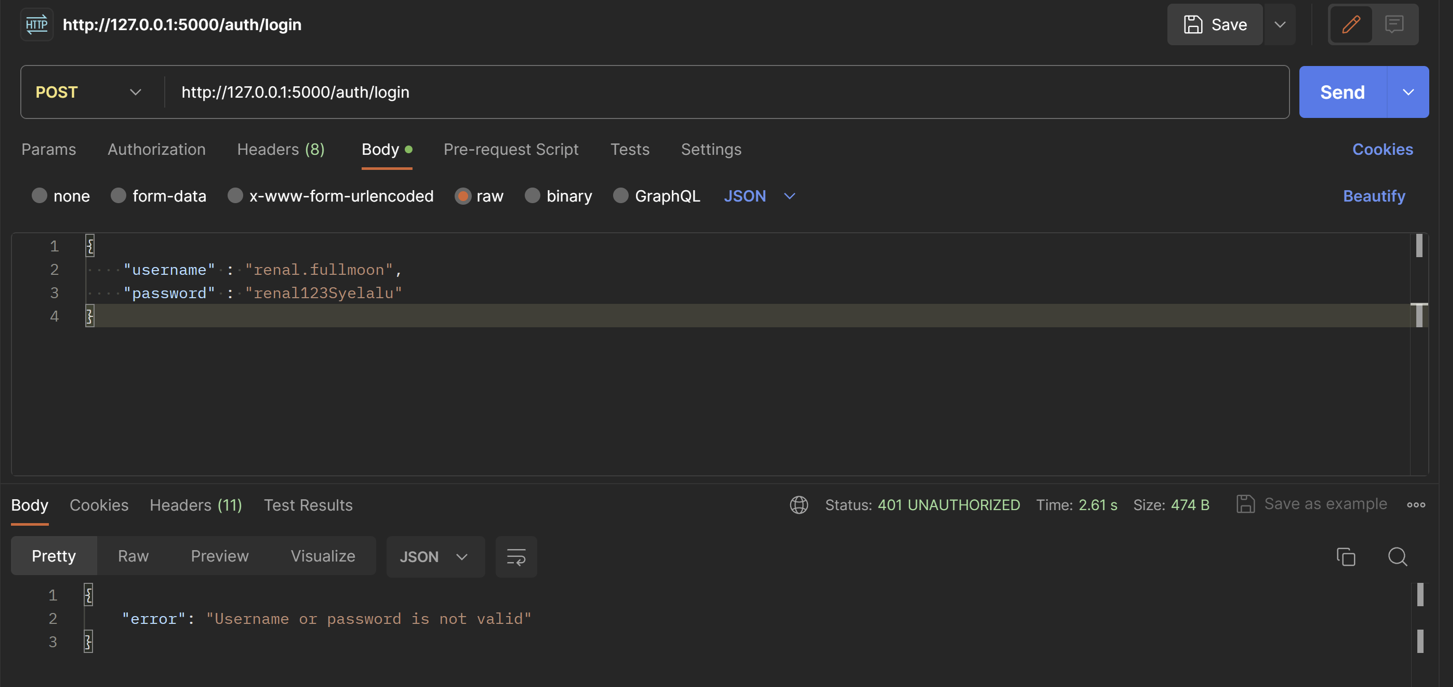 HTTP http://127.0.0.1:5000/auth/login Save
POST http://127.0.0.1:5000/auth/login Send
Params Authorization Headers (8) Body Pre-request Script Tests Settings Cookies
none form-data x-www-form-urlencoded raw binary GraphQL JSON Beautify
1 {
2 "username" : "renal.fullmoon",
3 "password" : "renal123Syelalu"
4 }
Body Cookies Headers (11) Test Results Status: 401 UNAUTHORIZED Time: 2.61 s Size: 474 B Save as example
Pretty Raw Preview Visualize JSON
1 {
2 "error": "Username or password is not valid"
3 }